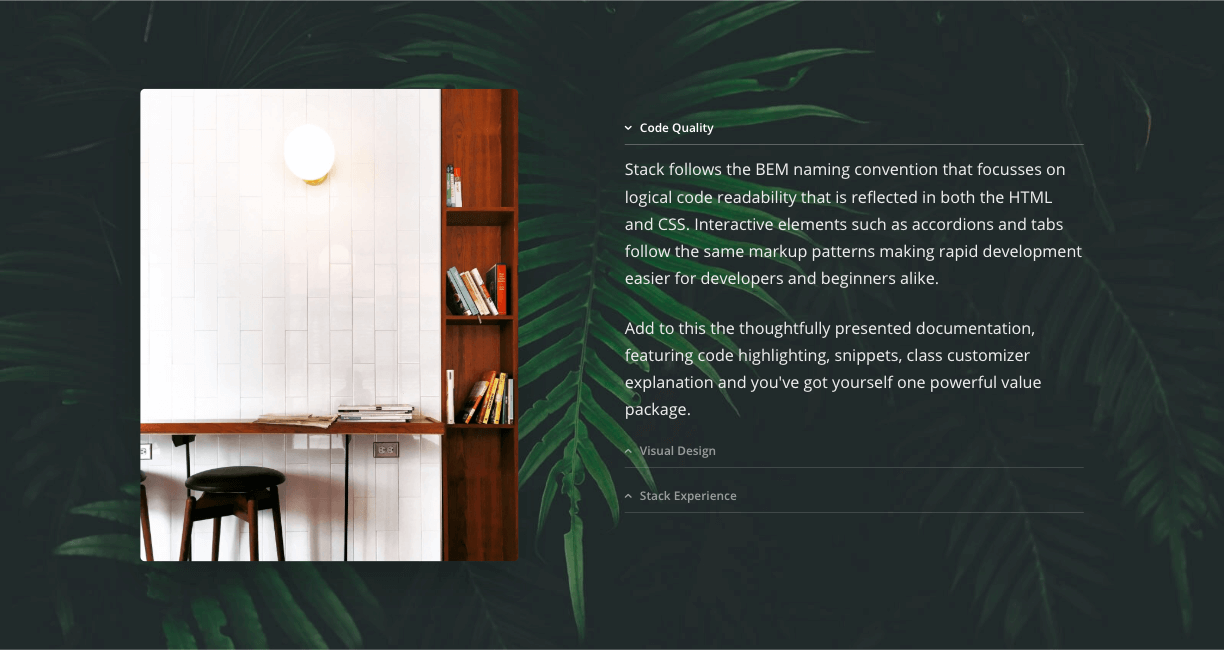 Code Quality
Stack follows the BEM naming convention that focusses on
logical code readability that is reflected in both the HTML
and CSS. Interactive elements such as accordions and tabs
follow the same markup patterns making rapid development
easier for developers and beginners alike.
Add to this the thoughtfully presented documentation,
featuring code highlighting, snippets, class customizer
explanation and you've got yourself one powerful value
package.
Visual Design
Stack Experience